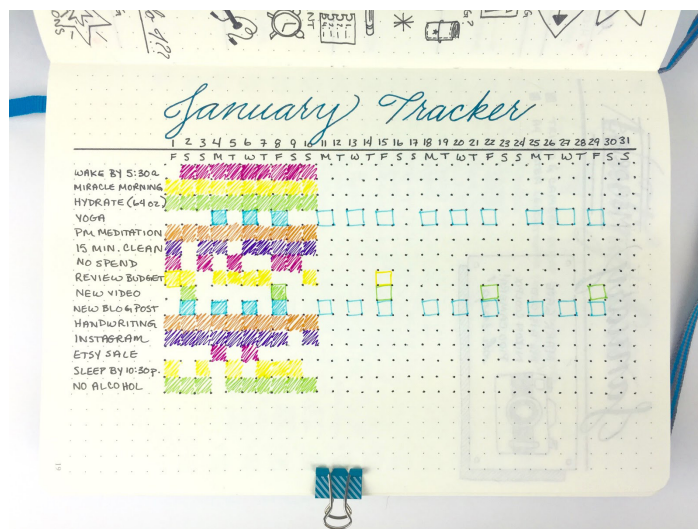 January Tracker
1 2 3 4 5 6 7 8 9 10 11 12 13 14 15 16 17 18 19 20 21 22 23 24 25 26 27 28 29 30 31
F S S M T W T F S S M T W T F S S M T W T F S S M T W T F S S
WAKE BY 5:30a
MIRACLE MORNING
HYDRATE (64oz)
YOGA
PM MEDITATION
15 MIN. CLEAN
NO SPEND
REVIEW BUDGET
NEW VIDEO
NEW BLOG POST
HANDWRITING
INSTAGRAM
ETSY SALE
SLEEP BY 10:30p.
NO ALCOHOL
19